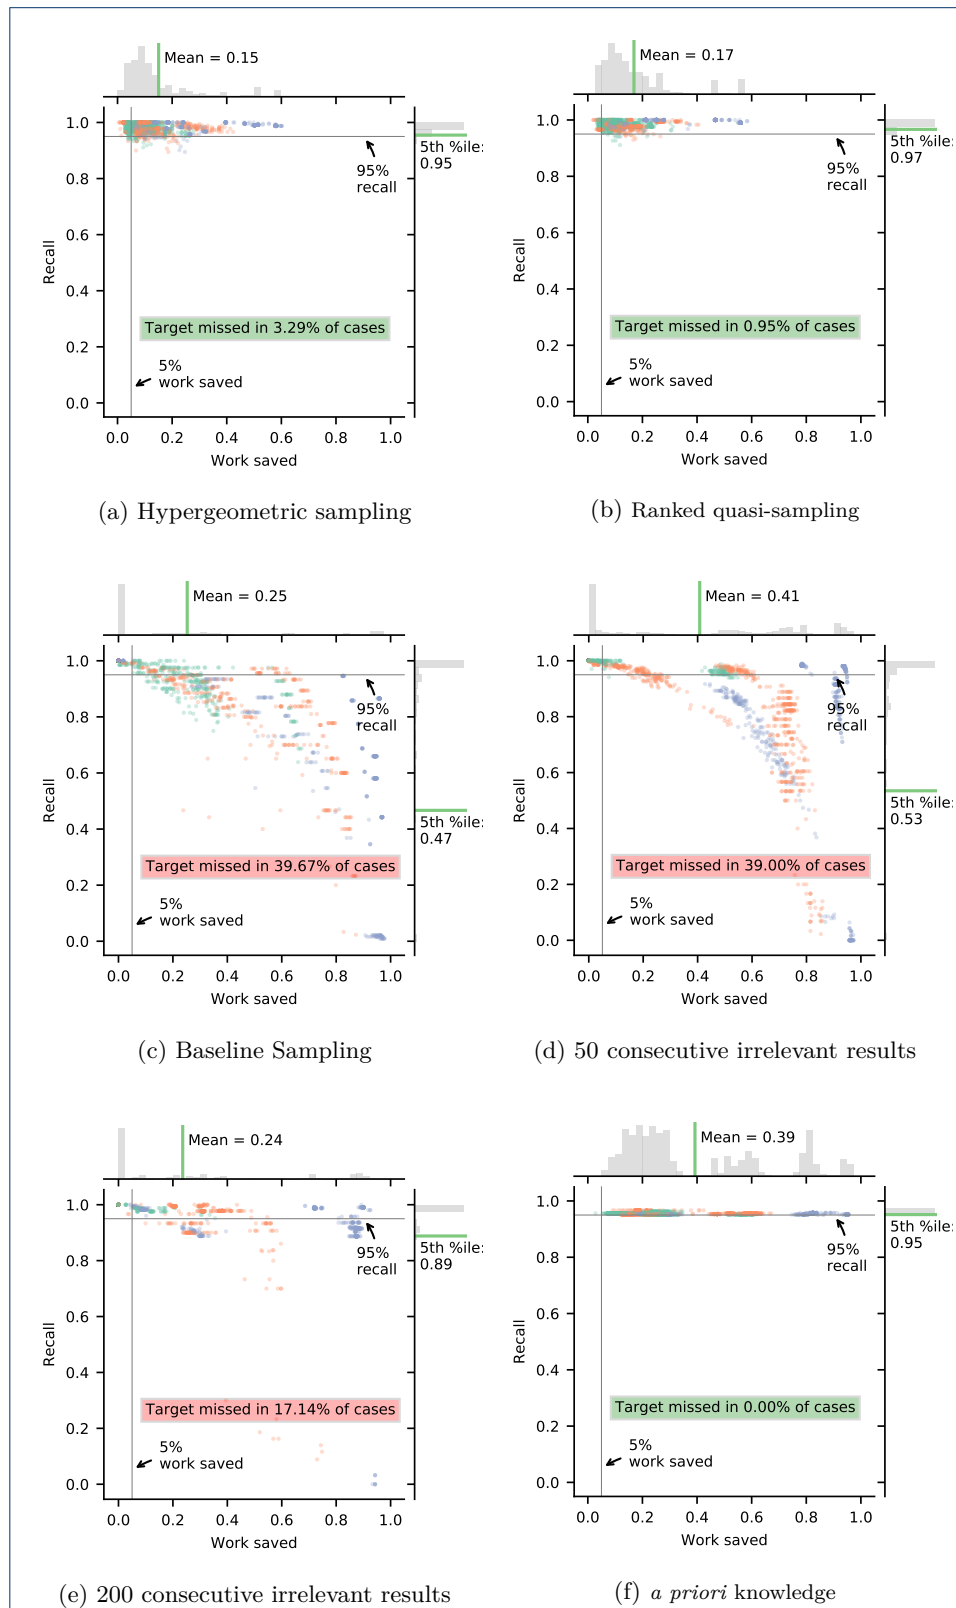 Mean = 0.15
1.0
0.8
0.6
0.4
0.2
0.0
Recall
5th %ile:
0.95
95%
recall
Target missed in 3.29% of cases
5%
work saved
0.0 0.2 0.4 0.6 0.8 1.0
Work saved
(a) Hypergeometric sampling
Mean = 0.17
1.0
0.8
0.6
0.4
0.2
0.0
Recall
5th %ile:
0.97
95%
recall
Target missed in 0.95% of cases
5%
work saved
0.0 0.2 0.4 0.6 0.8 1.0
Work saved
(b) Ranked quasi-sampling
Mean = 0.25
1.0
0.8
0.6
0.4
0.2
0.0
Recall
95%
recall
5th %ile:
0.47
Target missed in 39.67% of cases
5%
work saved
0.0 0.2 0.4 0.6 0.8 1.0
Work saved
(c) Baseline Sampling
Mean = 0.41
1.0
0.8
0.6
0.4
0.2
0.0
Recall
95%
recall
5th %ile:
0.53
Target missed in 39.00% of cases
5%
work saved
0.0 0.2 0.4 0.6 0.8 1.0
Work saved
(d) 50 consecutive irrelevant results
Mean = 0.24
1.0
0.8
0.6
0.4
0.2
0.0
Recall
5th %ile:
0.89
95%
recall
Target missed in 17.14% of cases
5%
work saved
0.0 0.2 0.4 0.6 0.8 1.0
Work saved
(e) 200 consecutive irrelevant results
Mean = 0.39
1.0
0.8
0.6
0.4
0.2
0.0
Recall
5th %ile:
0.95
95%
recall
Target missed in 0.00% of cases
5%
work saved
0.0 0.2 0.4 0.6 0.8 1.0
Work saved
(f) a priori knowledge